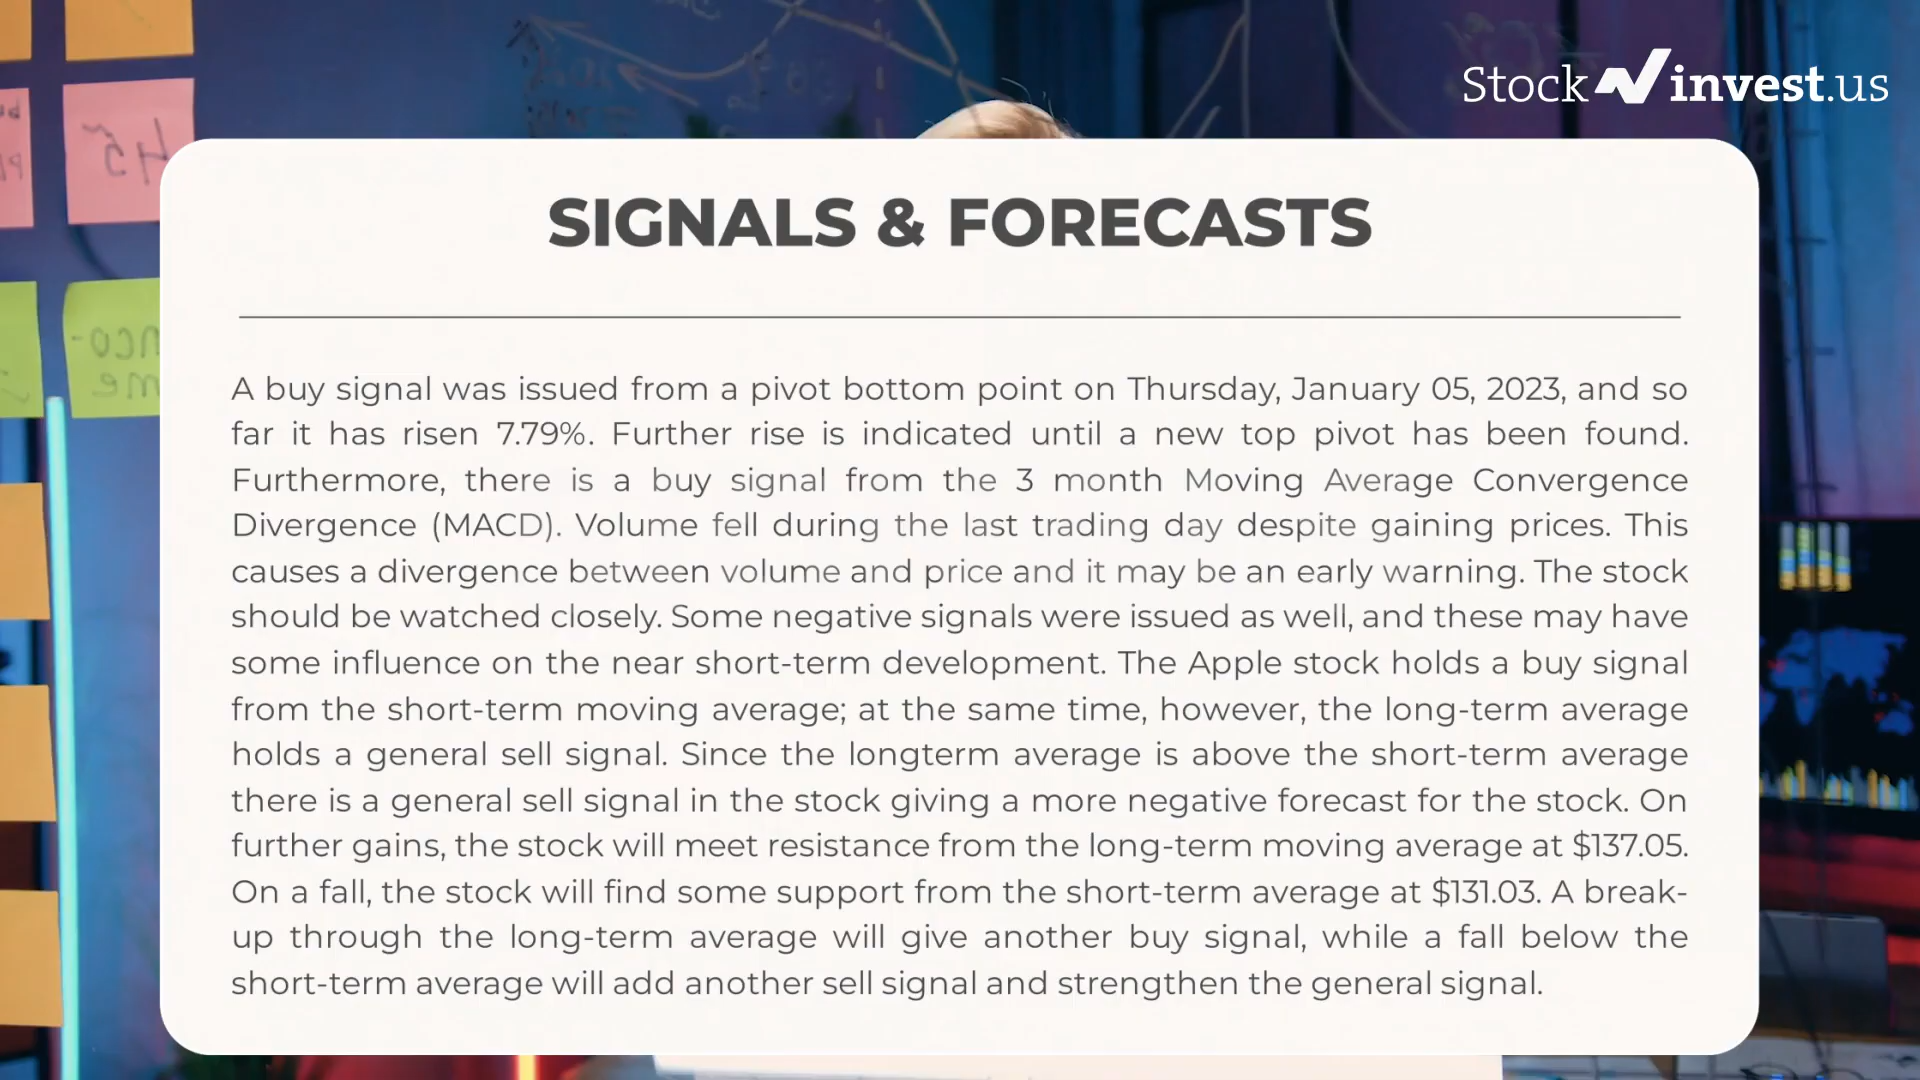 Stock invest.us
SIGNALS & FORECASTS
A buy signal was issued from a pivot bottom point on Thursday, January 05, 2023, and so
far it has risen 7.79%. Further rise is indicated until a new top pivot has been found.
Furthermore, there is a buy signal from the 3 month Moving Average Convergence
Divergence (MACD). Volume fell during the last trading day despite gaining prices. This
causes a divergence between volume and price and it may be an early warning. The stock
should be watched closely. Some negative signals were issued as well, and these may have
some influence on the near short-term development. The Apple stock holds a buy signal
from the short-term moving average; at the same time, however, the long-term average
holds a general sell signal. Since the longterm average is above the short-term average
there is a general sell signal in the stock giving a more negative forecast for the stock. On
further gains, the stock will meet resistance from the long-term moving average at $137.05.
On a fall, the stock will find some support from the short-term average at $131.03. A break-
up through the long-term average will give another buy signal, while a fall below the
short-term average will add another sell signal and strengthen the general signal.
45
inco-
me